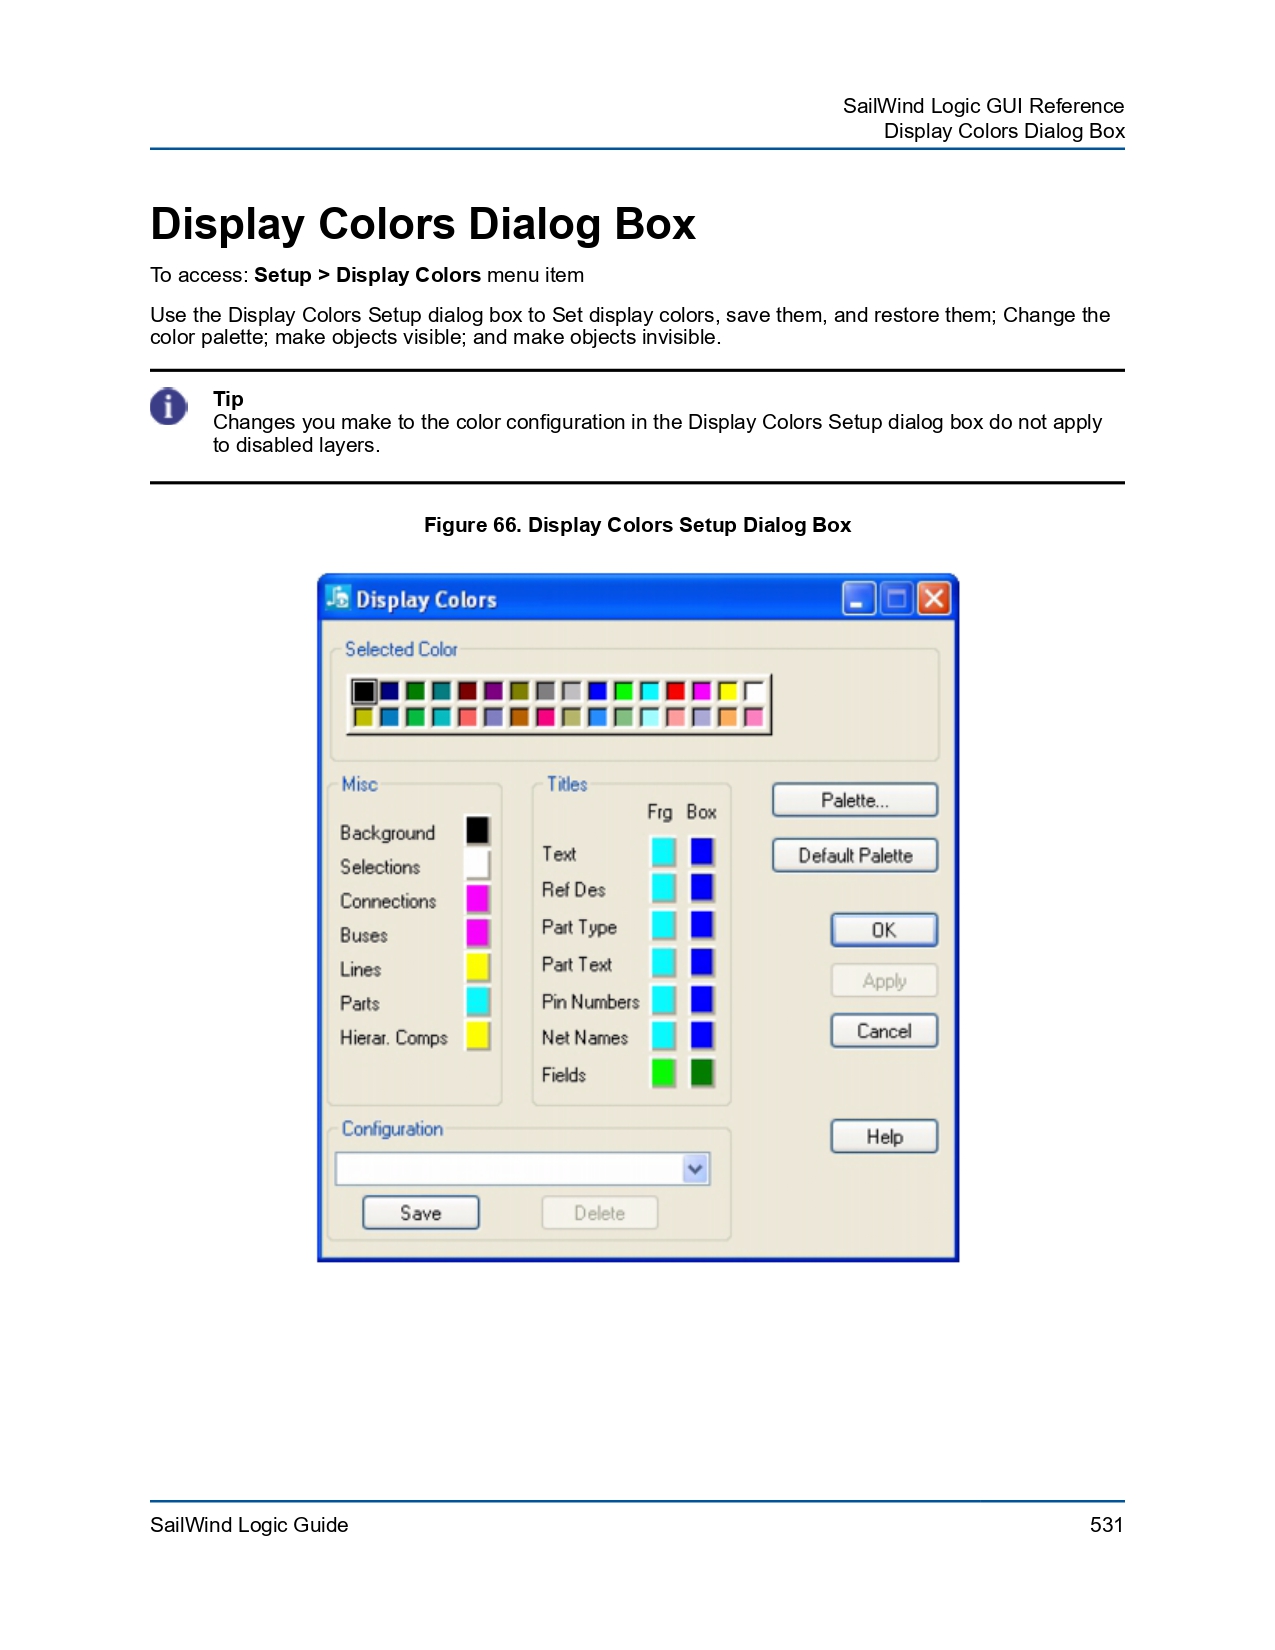 SailWind Logic GUI Reference
Display Colors Dialog Box
Display Colors Dialog Box
To access: Setup > Display Colors menu item
Use the Display Colors Setup dialog box to Set display colors, save them, and restore them; Change the
color palette; make objects visible; and make objects invisible.
Tip
Changes you make to the color configuration in the Display Colors Setup dialog box do not apply
to disabled layers.
Figure 66. Display Colors Setup Dialog Box
Display Colors
Selected Color
Misc
Background
Selections
Connections
Buses
Lines
Parts
Hierar. Comps
Titles
Frg Box
Text
Ref Des
Part Type
Part Text
Pin Numbers
Net Names
Fields
Palette...
Default Palette
OK
Apply
Cancel
Help
Configuration
Save
Delete
SailWind Logic Guide
531